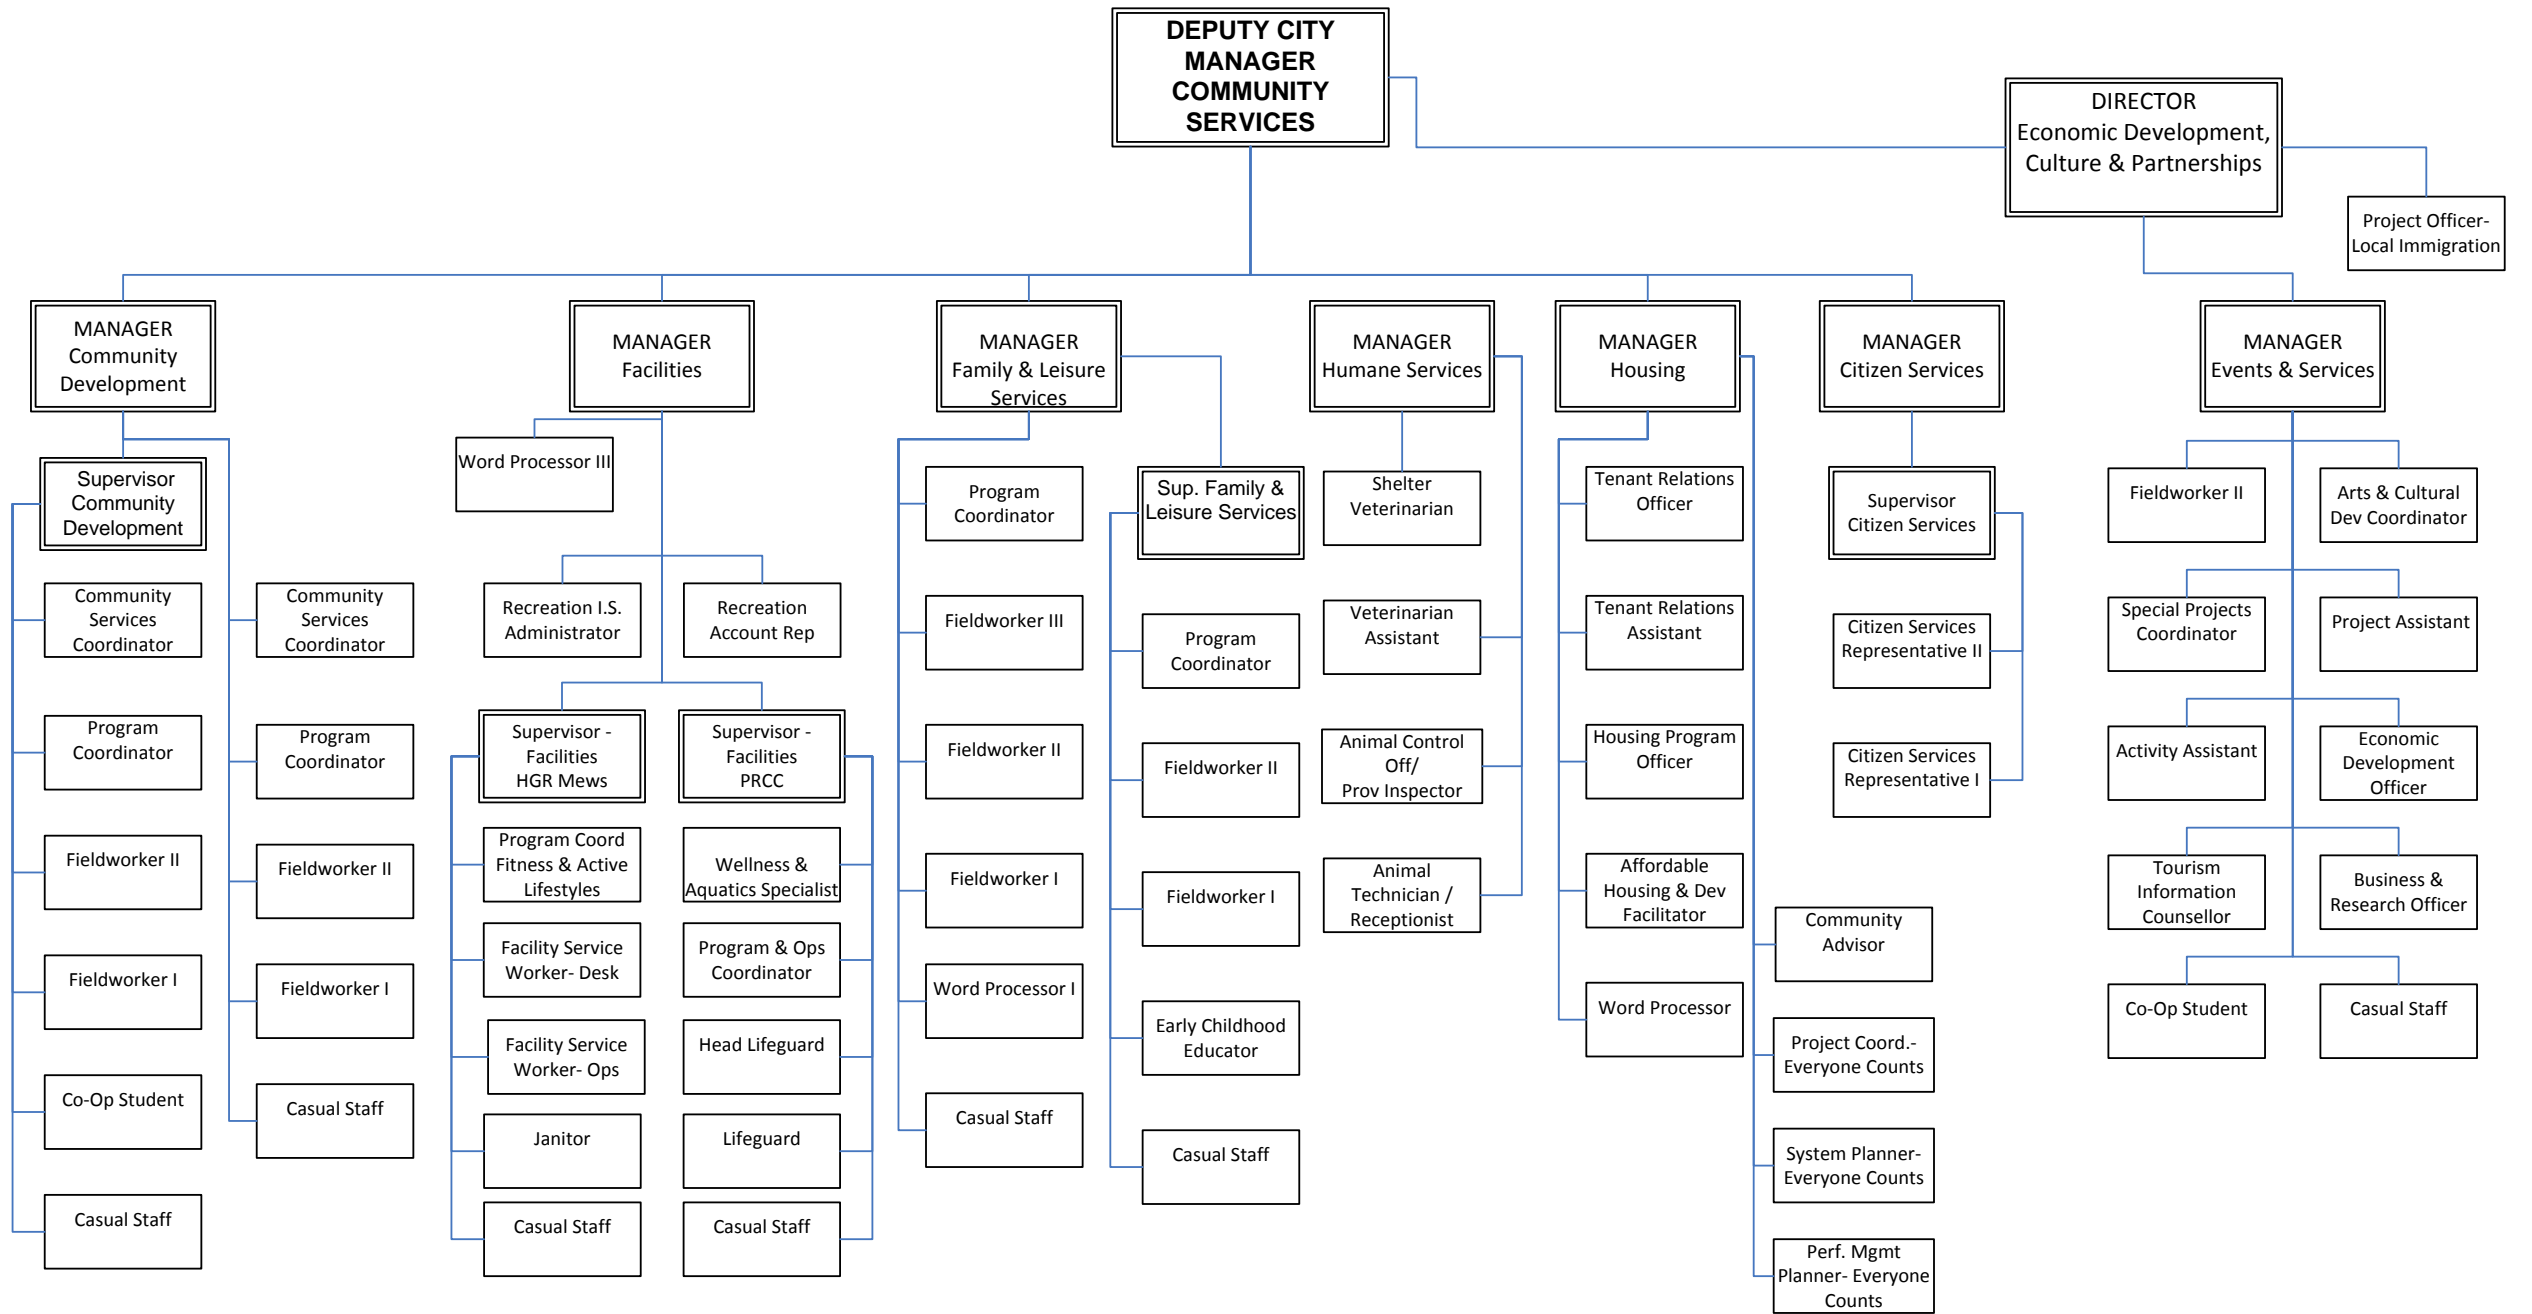 DEPUTY CITY
MANAGER
COMMUNITY
SERVICES
DIRECTOR
Economic Development,
Culture & Partnerships
Project Officer-
Local Immigration
MANAGER
Community
Development
Supervisor
Community
Development
Community
Services
Coordinator
Program
Coordinator
Fieldworker II
Fieldworker I
Co-Op Student
Casual Staff
Community
Services
Coordinator
Program
Coordinator
Fieldworker II
Fieldworker I
Casual Staff
MANAGER
Facilities
Word Processor III
Recreation I.S.
Administrator
Recreation
Account Rep
Supervisor -
Facilities
HGR Mews
Program Coord
Fitness & Active
Lifestyles
Facility Service
Worker- Desk
Facility Service
Worker- Ops
Janitor
Casual Staff
Supervisor -
Facilities
PRCC
Wellness &
Aquatics Specialist
Program & Ops
Coordinator
Head Lifeguard
Lifeguard
Casual Staff
MANAGER
Family & Leisure
Services
Program
Coordinator
Fieldworker III
Fieldworker II
Fieldworker I
Word Processor I
Casual Staff
Sup. Family &
Leisure Services
Program
Coordinator
Fieldworker II
Fieldworker I
Early Childhood
Educator
Casual Staff
MANAGER
Humane Services
Shelter
Veterinarian
Veterinarian
Assistant
Animal Control
Off/
Prov Inspector
Animal
Technician /
Receptionist
MANAGER
Housing
Tenant Relations
Officer
Tenant Relations
Assistant
Housing Program
Officer
Affordable
Housing & Dev
Facilitator
Word Processor
Community
Advisor
Project Coord.-
Everyone Counts
System Planner-
Everyone Counts
Perf. Mgmt
Planner- Everyone
Counts
MANAGER
Citizen Services
Supervisor
Citizen Services
Citizen Services
Representative II
Citizen Services
Representative I
MANAGER
Events & Services
Fieldworker II
Arts & Cultural
Dev Coordinator
Special Projects
Coordinator
Project Assistant
Activity Assistant
Economic
Development
Officer
Tourism
Information
Counsellor
Business &
Research Officer
Co-Op Student
Casual Staff